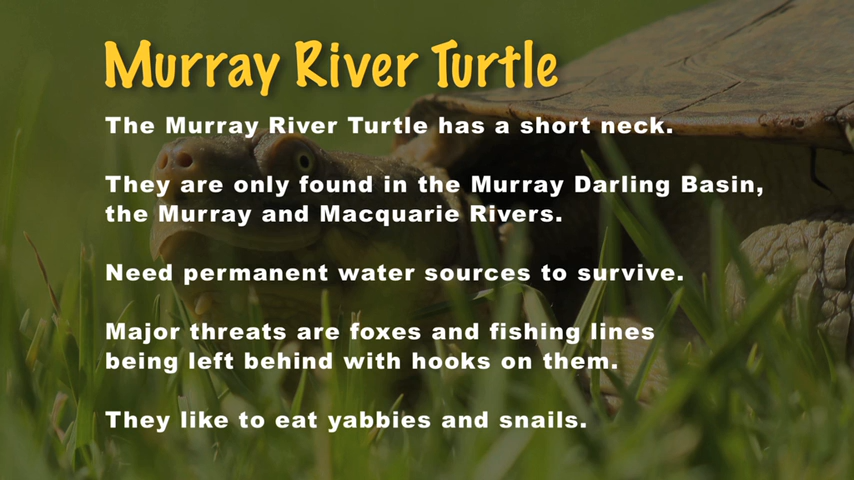 Murray River Turtle
The Murray River Turtle has a short neck.
They are only found in the Murray Darling Basin,
the Murray and Macquarie Rivers.
Need permanent water sources to survive.
Major threats are foxes and fishing lines
being left behind with hooks on them.
They like to eat yabbies and snails.